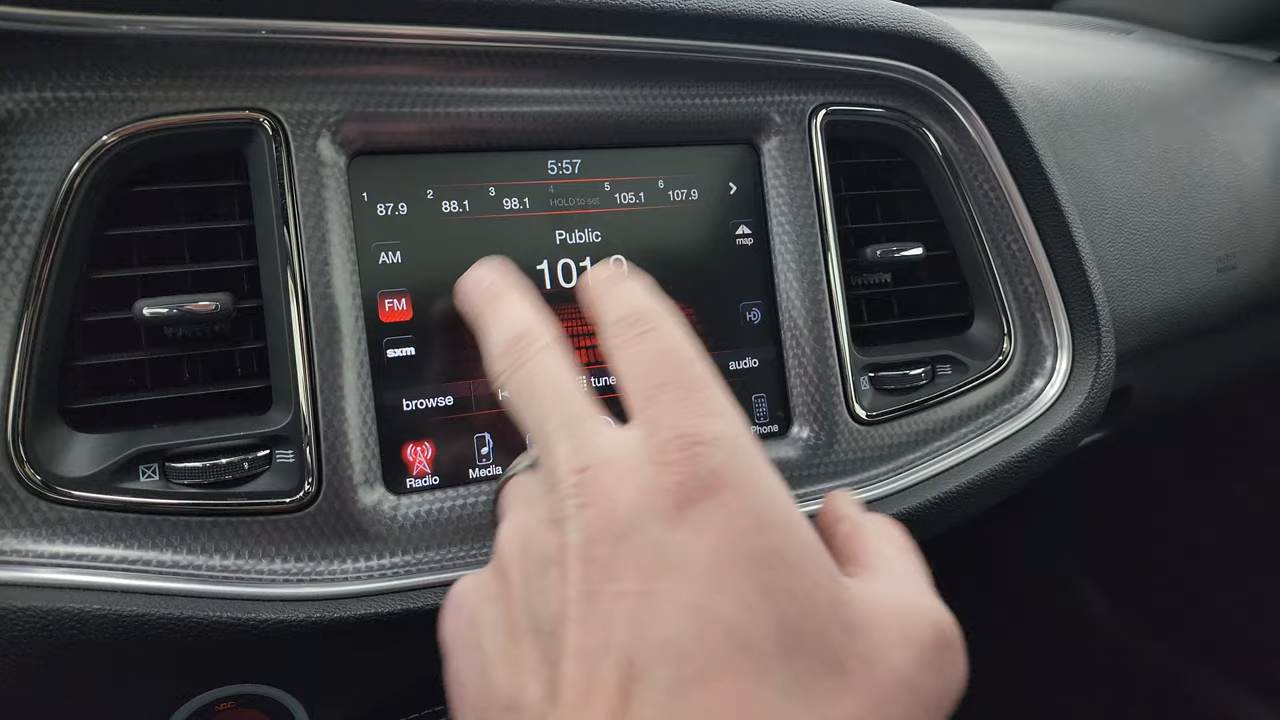 5:57
1 87.9 2 88.1 3 98.1 4 HOLD to set 5 105.1 6 107.9
Public
map
AM
101.9
FM
HD
sxm
audio
tune
browse
Phone
Media
Radio